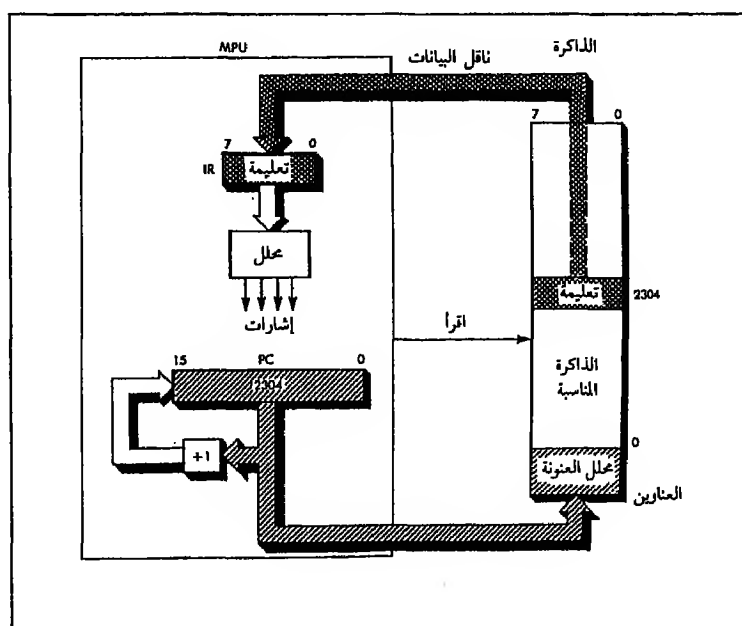 MPU
الذاكرة
ناقل البيانات
7 0
7 0
IR
تعليمة
محلل
إشارات
تعليمة
2304
اقرأ
الذاكرة
المناسبة
15 PC 0
2304
+1
0
محلل العنونة
العناوين